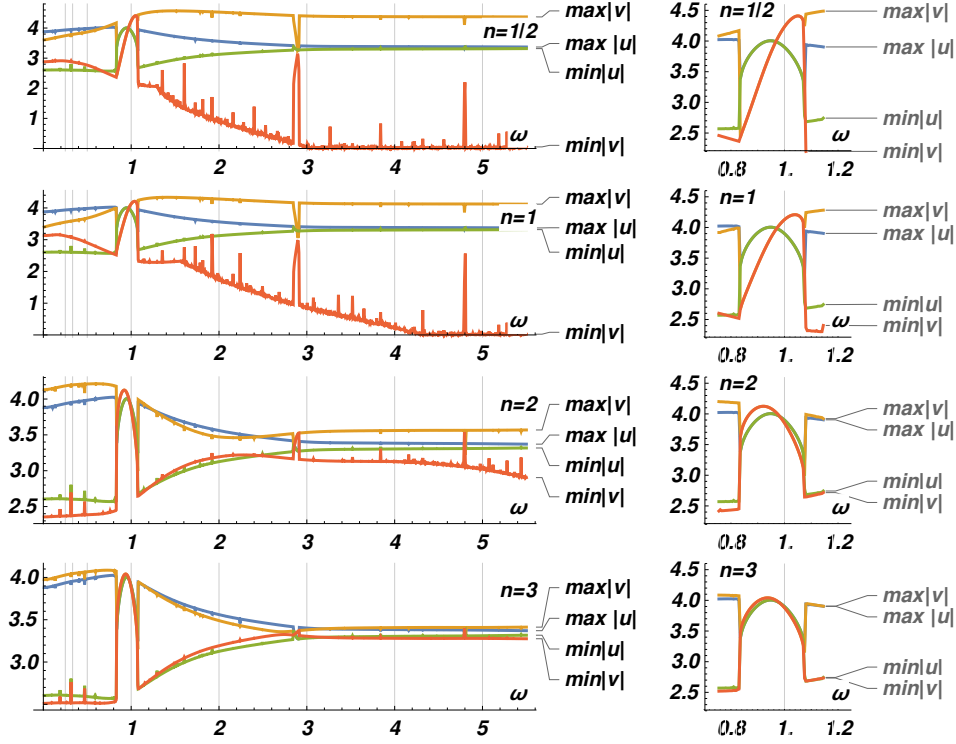 4
3
2
1
n=1/2
ω
1 2 3 4 5
max|v|
max |u|
min|u|
min|v|
4.5
4.0
3.5
3.0
2.5
n=1/2
ω
0.8 1. 1.2
max|v|
max |u|
min|u|
min|v|
4
3
2
1
n=1
ω
1 2 3 4 5
max|v|
max |u|
min|u|
min|v|
4.5
4.0
3.5
3.0
2.5
n=1
ω
0.8 1. 1.2
max|v|
max |u|
min|u|
min|v|
4.0
3.5
3.0
2.5
n=2
ω
1 2 3 4 5
max|v|
max |u|
min|u|
min|v|
4.5
4.0
3.5
3.0
2.5
n=2
ω
0.8 1. 1.2
max|v|
max |u|
min|u|
min|v|
4.0
3.5
3.0
n=3
ω
1 2 3 4 5
max|v|
max |u|
min|u|
min|v|
4.5
4.0
3.5
3.0
2.5
n=3
ω
0.8 1. 1.2
max|v|
max |u|
min|u|
min|v|